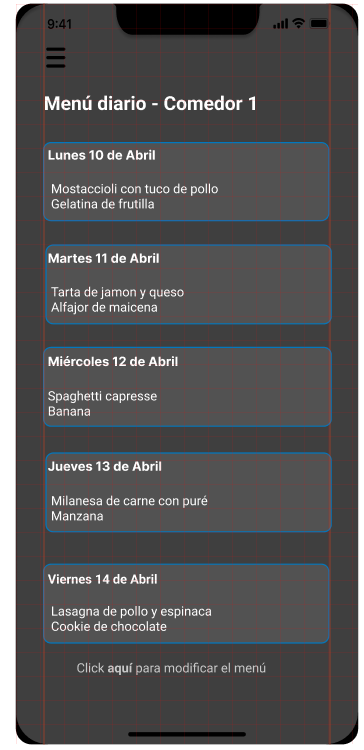 9:41
Menú diario - Comedor 1
Lunes 10 de Abril
Mostaccioli con tuco de pollo
Gelatina de frutilla
Martes 11 de Abril
Tarta de jamon y queso
Alfajor de maicena
Miércoles 12 de Abril
Spaghetti capresse
Banana
Jueves 13 de Abril
Milanesa de carne con puré
Manzana
Viernes 14 de Abril
Lasagna de pollo y espinaca
Cookie de chocolate
Click aquí para modificar el menú